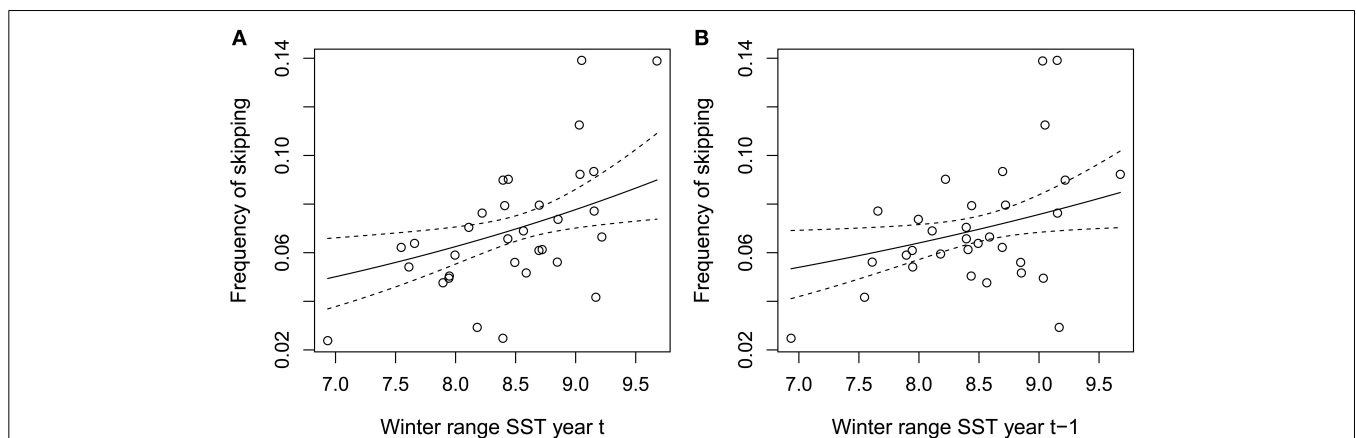 A
Frequency of skipping
0.14
0.10
0.06
0.02
7.0 7.5 8.0 8.5 9.0 9.5
Winter range SST year t
B
Frequency of skipping
0.14
0.10
0.06
0.02
7.0 7.5 8.0 8.5 9.0 9.5
Winter range SST year t−1